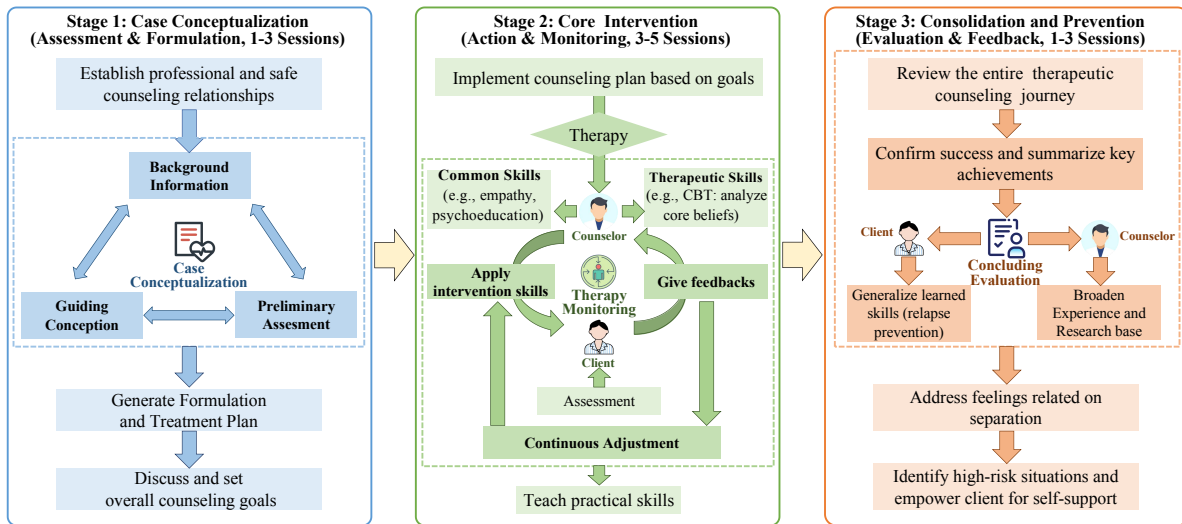 Stage 1: Case Conceptualization
(Assessment & Formulation, 1-3 Sessions)
Establish professional and safe
counseling relationships
Background
Information
Case
Conceptualization
Guiding
Conception
Preliminary
Assesment
Generate Formulation
and Treatment Plan
Discuss and set
overall counseling goals
Stage 2: Core Intervention
(Action & Monitoring, 3-5 Sessions)
Implement counseling plan based on goals
Therapy
Common Skills
(e.g., empathy,
psychoeducation)
Therapeutic Skills
(e.g., CBT: analyze
core beliefs)
Counselor
Apply
intervention skills
Therapy
Monitoring
Give feedbacks
Client
Assessment
Continuous Adjustment
Teach practical skills
Stage 3: Consolidation and Prevention
(Evaluation & Feedback, 1-3 Sessions)
Review the entire therapeutic
counseling journey
Confirm success and summarize key
achievements
Client
Counselor
Concluding
Evaluation
Generalize learned
skills (relapse
prevention)
Broaden
Experience and
Research base
Address feelings related on
separation
Identify high-risk situations and
empower client for self-support